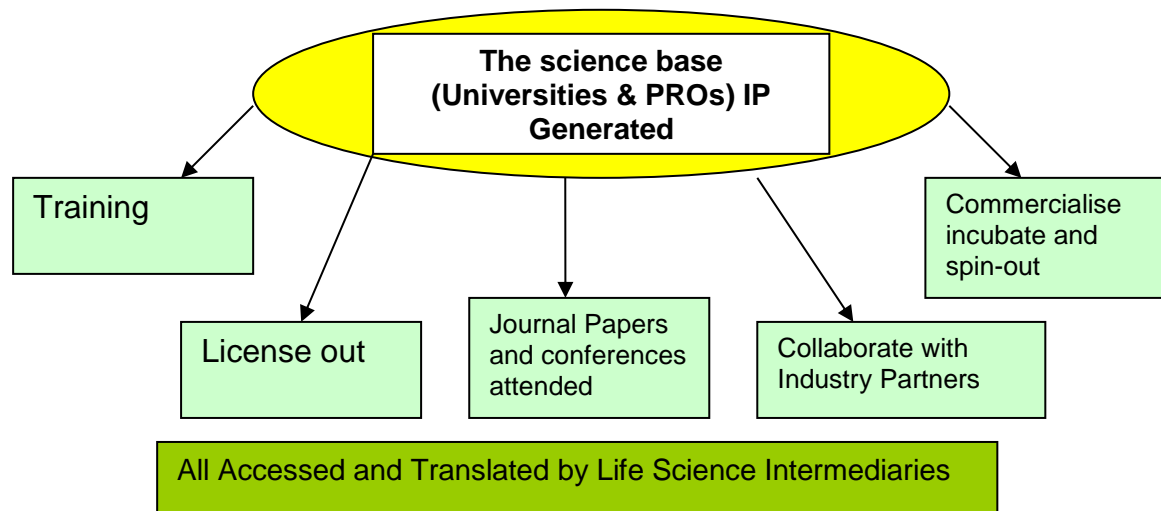 The science base
(Universities & PROs) IP
Generated
Training
Commercialise
incubate and
spin-out
License out
Journal Papers
and conferences
attended
Collaborate with
Industry Partners
All Accessed and Translated by Life Science Intermediaries